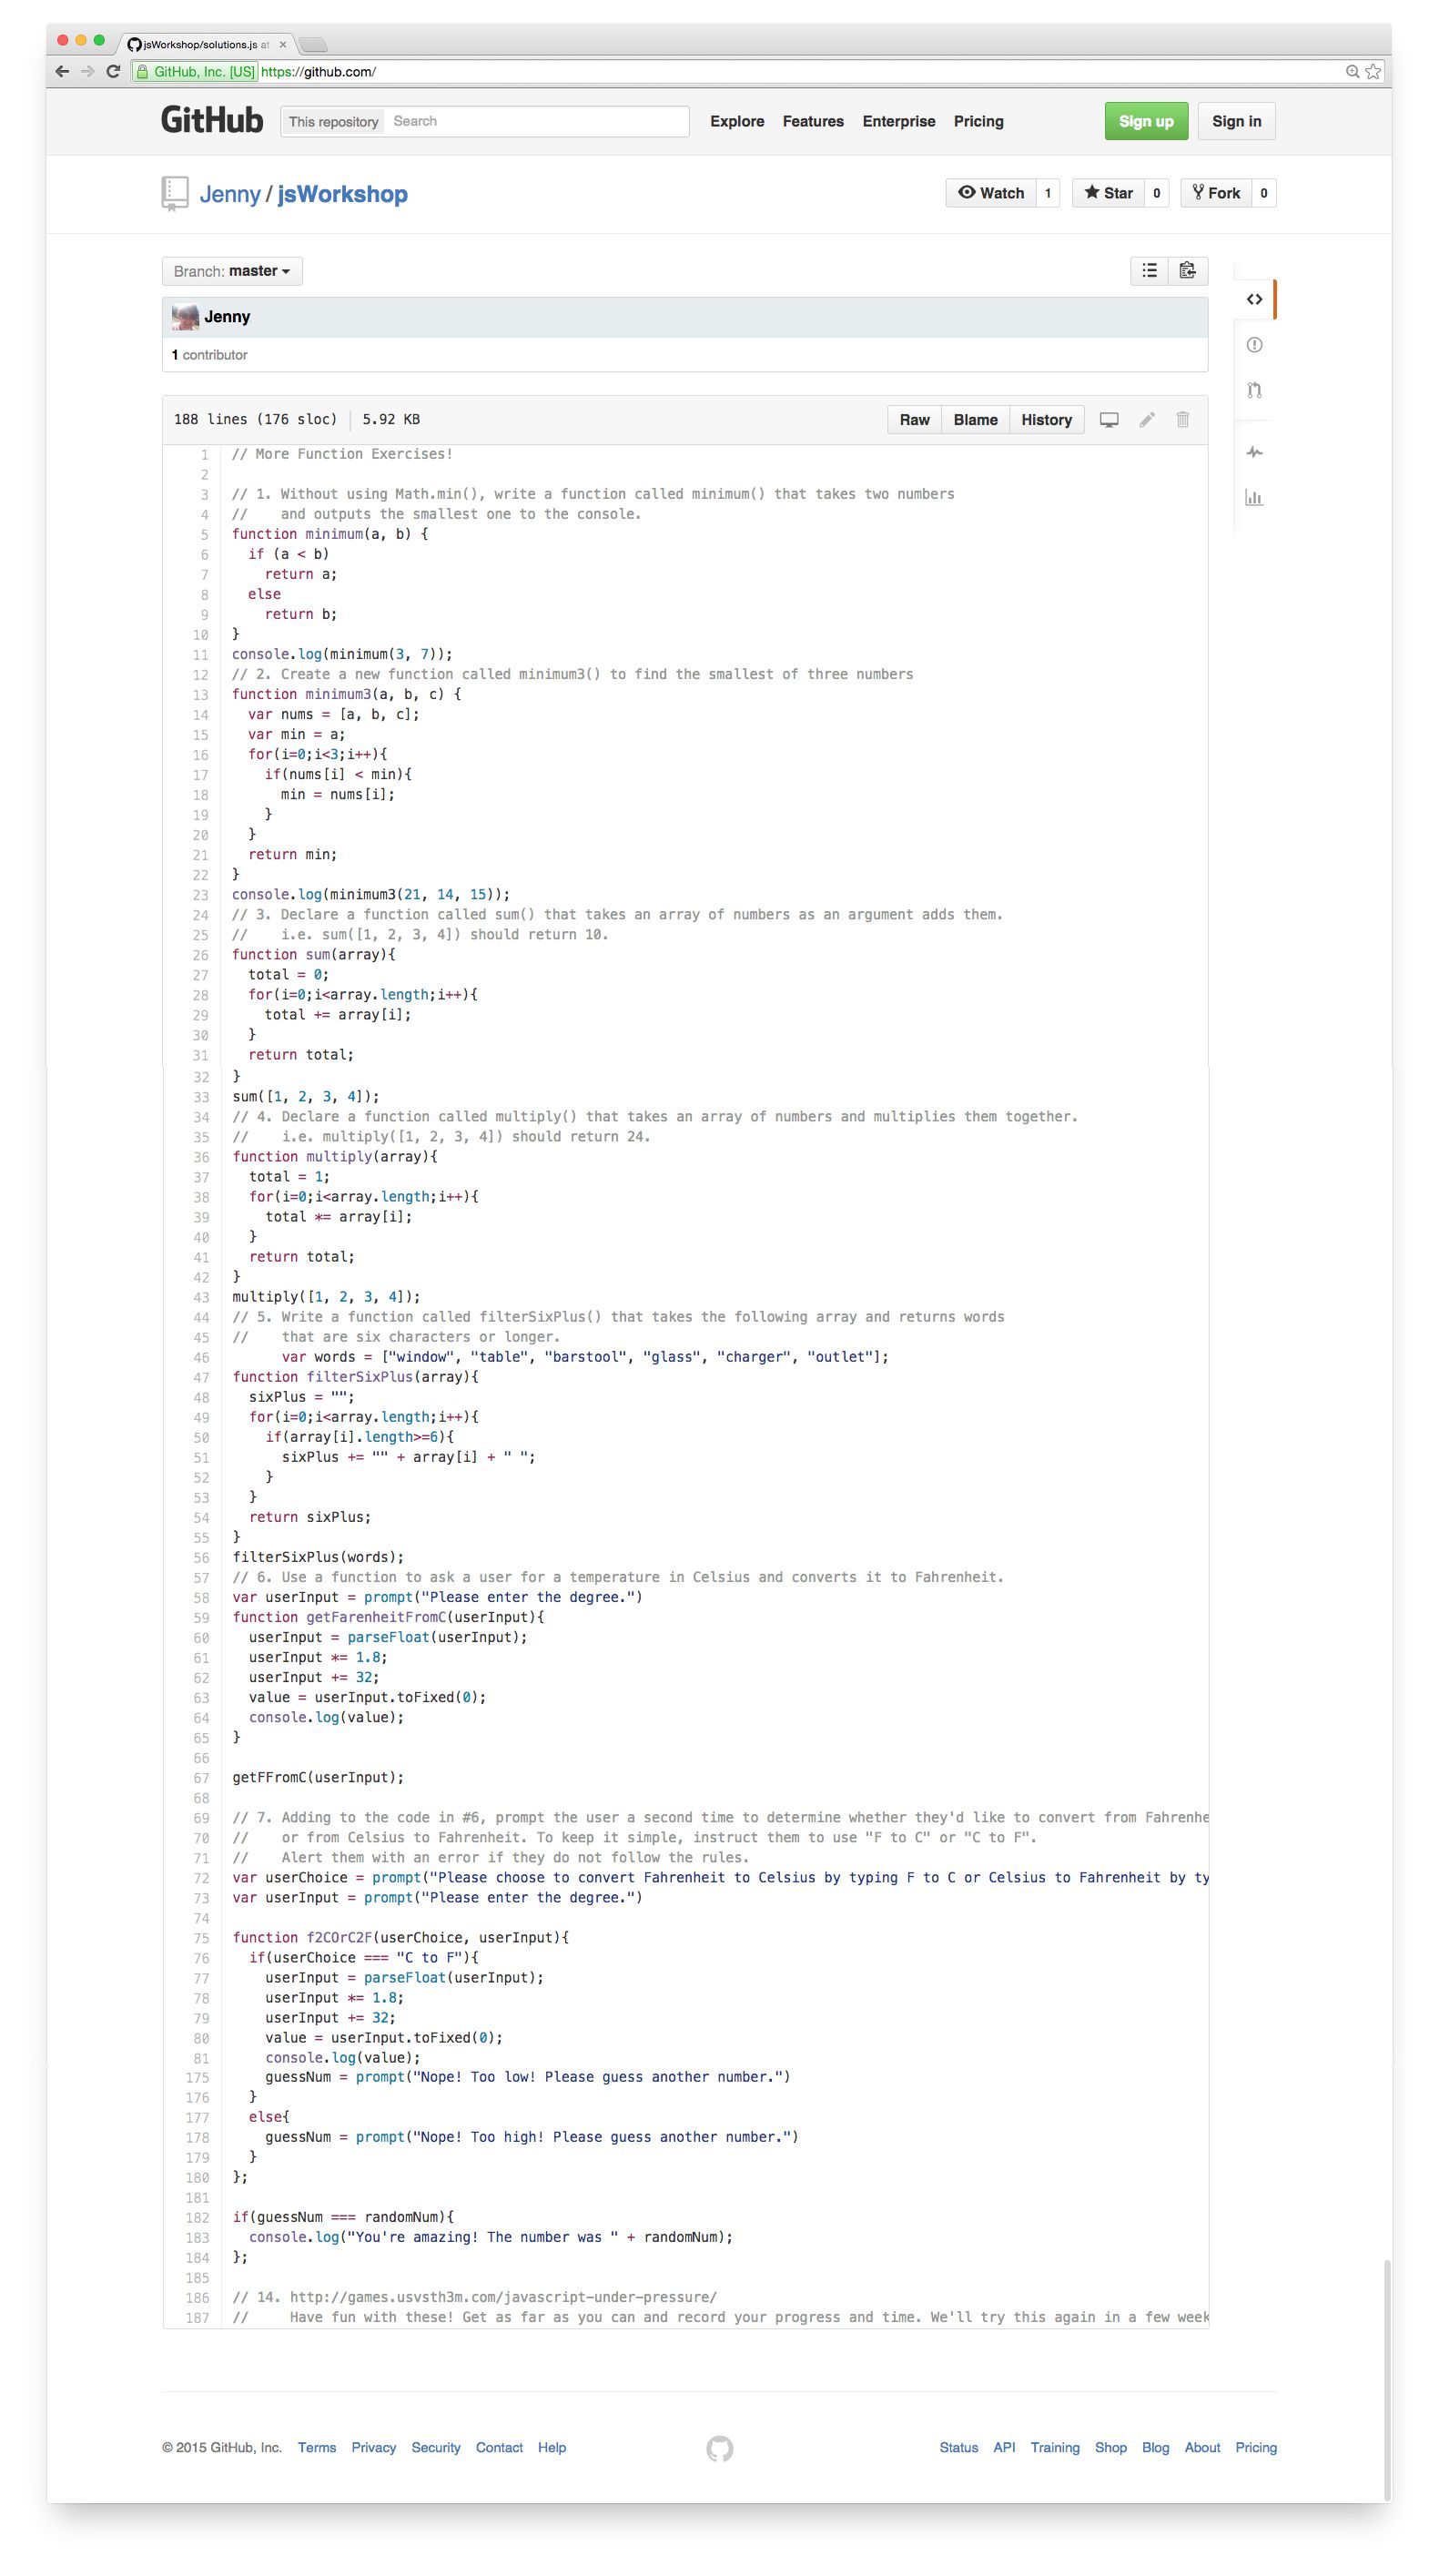 jsWorkshop/solutions.js at
GitHub, Inc. [US] https://github.com/
GitHub This repository Search Explore Features Enterprise Pricing Sign up Sign in
Jenny / jsWorkshop Watch 1 Star 0 Fork 0
Branch: master
Jenny
1 contributor
188 lines (176 sloc) 5.92 KB Raw Blame History
1 // More Function Exercises!
2
3 // 1. Without using Math.min(), write a function called minimum() that takes two numbers
4 //    and outputs the smallest one to the console.
5 function minimum(a, b) {
6   if (a < b)
7     return a;
8   else
9     return b;
10 }
11 console.log(minimum(3, 7));
12 // 2. Create a new function called minimum3() to find the smallest of three numbers
13 function minimum3(a, b, c) {
14   var nums = [a, b, c];
15   var min = a;
16   for(i=0;i<3;i++){
17     if(nums[i] < min){
18       min = nums[i];
19     }
20   }
21   return min;
22 }
23 console.log(minimum3(21, 14, 15));
24 // 3. Declare a function called sum() that takes an array of numbers as an argument adds them.
25 //    i.e. sum([1, 2, 3, 4]) should return 10.
26 function sum(array){
27   total = 0;
28   for(i=0;i<array.length;i++){
29     total += array[i];
30   }
31   return total;
32 }
33 sum([1, 2, 3, 4]);
34 // 4. Declare a function called multiply() that takes an array of numbers and multiplies them together.
35 //    i.e. multiply([1, 2, 3, 4]) should return 24.
36 function multiply(array){
37   total = 1;
38   for(i=0;i<array.length;i++){
39     total *= array[i];
40   }
41   return total;
42 }
43 multiply([1, 2, 3, 4]);
44 // 5. Write a function called filterSixPlus() that takes the following array and returns words
45 //    that are six characters or longer.
46       var words = ["window", "table", "barstool", "glass", "charger", "outlet"];
47 function filterSixPlus(array){
48   sixPlus = "";
49   for(i=0;i<array.length;i++){
50     if(array[i].length>=6){
51       sixPlus += "" + array[i] + " ";
52     }
53   }
54   return sixPlus;
55 }
56 filterSixPlus(words);
57 // 6. Use a function to ask a user for a temperature in Celsius and converts it to Fahrenheit.
58 var userInput = prompt("Please enter the degree.")
59 function getFarenheitFromC(userInput){
60   userInput = parseFloat(userInput);
61   userInput *= 1.8;
62   userInput += 32;
63   value = userInput.toFixed(0);
64   console.log(value);
65 }
66
67 getFFromC(userInput);
68
69 // 7. Adding to the code in #6, prompt the user a second time to determine whether they'd like to convert from Fahrenhe
70 //    or from Celsius to Fahrenheit. To keep it simple, instruct them to use "F to C" or "C to F".
71 //    Alert them with an error if they do not follow the rules.
72 var userChoice = prompt("Please choose to convert Fahrenheit to Celsius by typing F to C or Celsius to Fahrenheit by ty
73 var userInput = prompt("Please enter the degree.")
74
75 function f2COrC2F(userChoice, userInput){
76   if(userChoice === "C to F"){
77     userInput = parseFloat(userInput);
78     userInput *= 1.8;
79     userInput += 32;
80     value = userInput.toFixed(0);
81     console.log(value);
175     guessNum = prompt("Nope! Too low! Please guess another number.")
176   }
177   else{
178     guessNum = prompt("Nope! Too high! Please guess another number.")
179   }
180 };
181
182 if(guessNum === randomNum){
183   console.log("You're amazing! The number was " + randomNum);
184 };
185
186 // 14. http://games.usvsth3m.com/javascript-under-pressure/
187 //     Have fun with these! Get as far as you can and record your progress and time. We'll try this again in a few week
© 2015 GitHub, Inc. Terms Privacy Security Contact Help Status API Training Shop Blog About Pricing